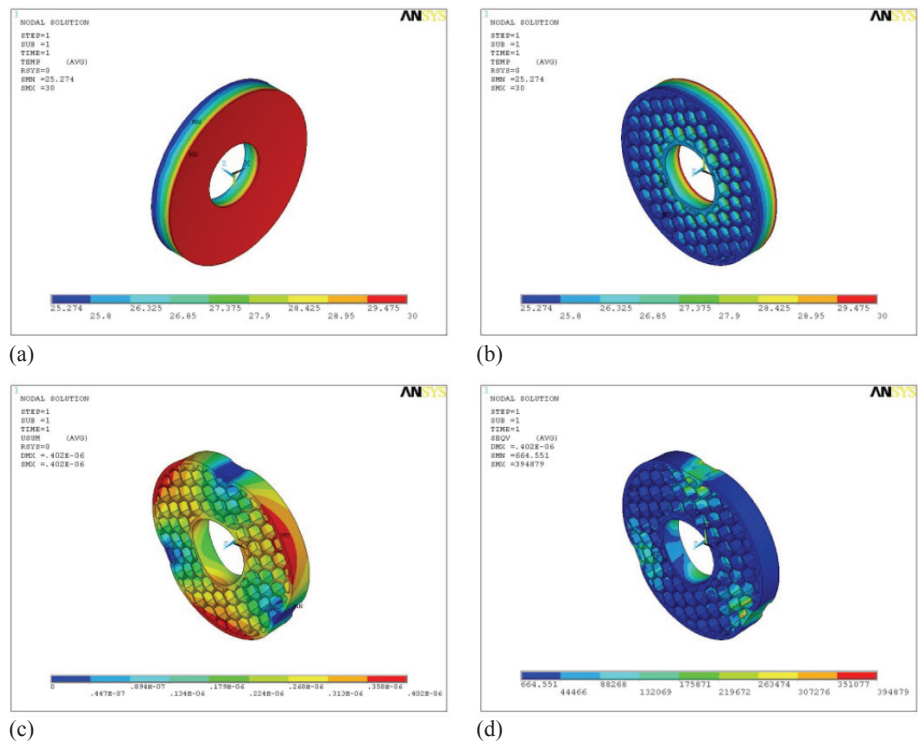 1
ANSYS
NODAL SOLUTION
STEP=1
SUB =1
TIME=1
TEMP (AVG)
RSYS=0
SMN =25.274
SMX =30
MN
MX
25.274 26.325 27.375 28.425 29.475
25.8 26.85 27.9 28.95 30
(a)
1
ANSYS
NODAL SOLUTION
STEP=1
SUB =1
TIME=1
TEMP (AVG)
RSYS=0
SMN =25.274
SMX =30
25.274 26.325 27.375 28.425 29.475
25.8 26.85 27.9 28.95 30
(b)
1
ANSYS
NODAL SOLUTION
STEP=1
SUB =1
TIME=1
USUM (AVG)
RSYS=0
DMX =.402E-06
SMX =.402E-06
0 .894E-07 .179E-06 .268E-06 .358E-06
.447E-07 .134E-06 .224E-06 .313E-06 .402E-06
(c)
1
ANSYS
NODAL SOLUTION
STEP=1
SUB =1
TIME=1
SEQV (AVG)
DMX =.402E-06
SMN =664.551
SMX =394879
664.551 88268 175871 263474 351077
44466 132069 219672 307276 394879
(d)